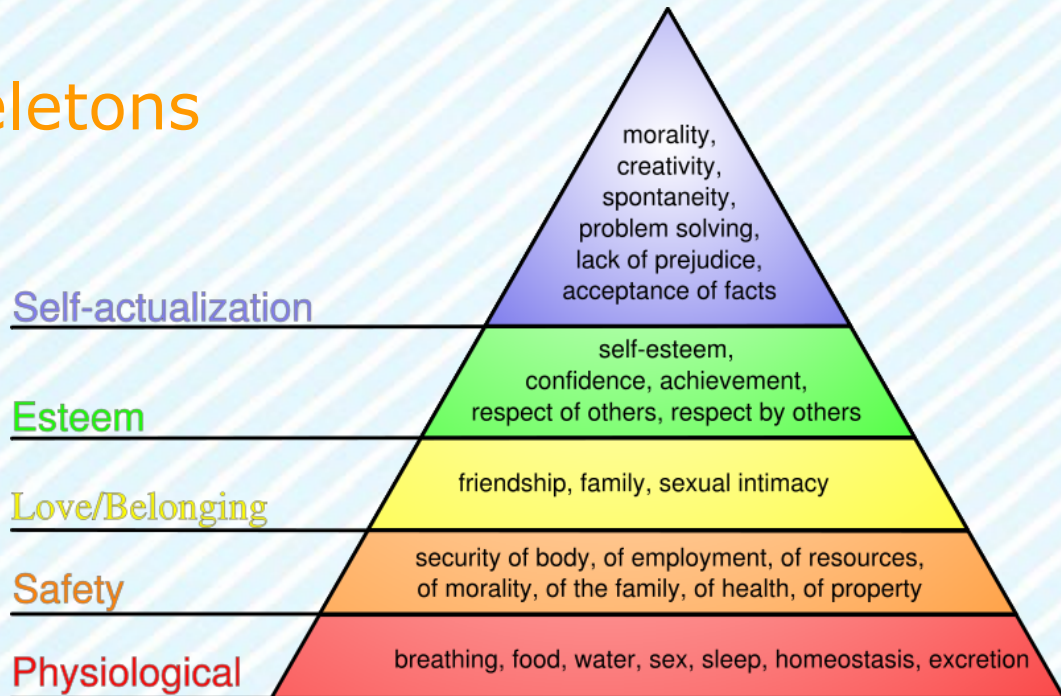 eletons
morality,
creativity,
spontaneity,
problem solving,
lack of prejudice,
acceptance of facts
Self-actualization
self-esteem,
confidence, achievement,
respect of others, respect by others
Esteem
friendship, family, sexual intimacy
Love/Belonging
security of body, of employment, of resources,
of morality, of the family, of health, of property
Safety
breathing, food, water, sex, sleep, homeostasis, excretion
Physiological